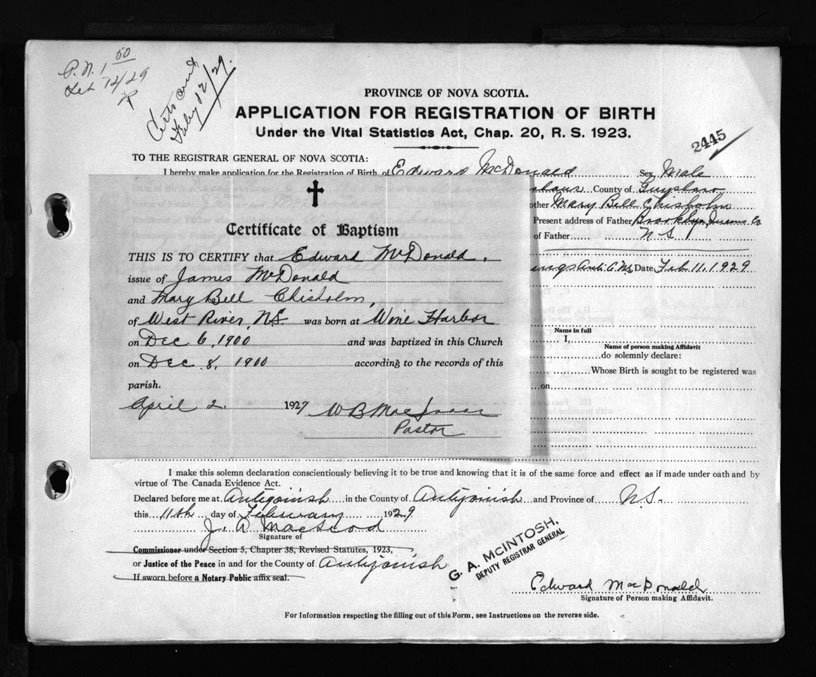 P.N. 1 50
Feb 12/29
Certs and
Feby 12/29.
PROVINCE OF NOVA SCOTIA.
APPLICATION FOR REGISTRATION OF BIRTH
Under the Vital Statistics Act, Chap. 20, R. S. 1923.
2445
TO THE REGISTRAR GENERAL OF NOVA SCOTIA:
I hereby make application for the Registration of Birth of Edward McDonald Sex Male
County of Guysboro
other Mary Bell Chisholm
Present address of Father Brooklyn Queens Co
of Father N S
Date Feb 11, 1929
Certificate of Baptism
THIS IS TO CERTIFY that Edward McDonald,
issue of James McDonald
and Mary Bell Chisholm,
of West River, N.S. was born at Wine Harbor
on Dec 6, 1900 and was baptized in this Church
on Dec 8, 1900 according to the records of this
parish.
April 2 1927 W B MacIsaac
Pastor
Name in full
I,
Name of person making Affidavit
do solemnly declare:
Whose Birth is sought to be registered was
on
I make this solemn declaration conscientiously believing it to be true and knowing that it is of the same force and effect as if made under oath and by
virtue of The Canada Evidence Act.
Declared before me at Antigonish in the County of Antigonish and Province of N.S.
this 11th day of February 1929
J. A. MacLeod
Signature of
Commissioner under Section 5, Chapter 38, Revised Statutes, 1923,
or Justice of the Peace in and for the County of Antigonish
If sworn before a Notary Public affix seal.
G. A. McINTOSH,
DEPUTY REGISTRAR GENERAL
Edward MacDonald
Signature of Person making Affidavit.
For Information respecting the filling out of this Form, see Instructions on the reverse side.